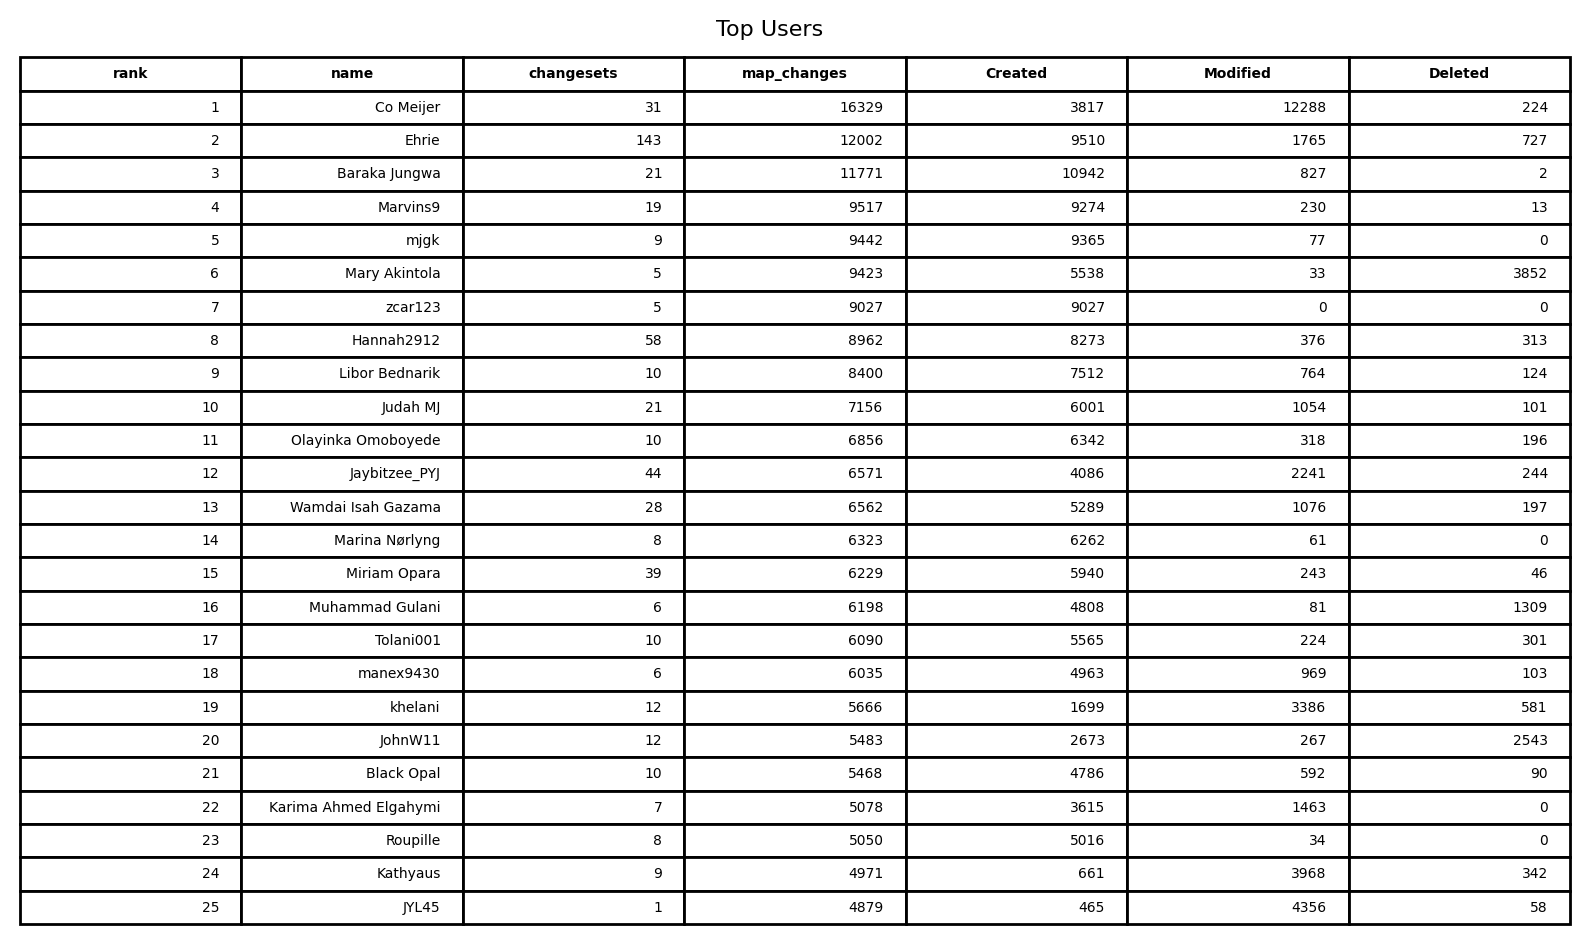 Top Users
rank name changesets map_changes Created Modified Deleted
1 Co Meijer 31 16329 3817 12288 224
2 Ehrie 143 12002 9510 1765 727
3 Baraka Jungwa 21 11771 10942 827 2
4 Marvins9 19 9517 9274 230 13
5 mjgk 9 9442 9365 77 0
6 Mary Akintola 5 9423 5538 33 3852
7 zcar123 5 9027 9027 0 0
8 Hannah2912 58 8962 8273 376 313
9 Libor Bednarik 10 8400 7512 764 124
10 Judah MJ 21 7156 6001 1054 101
11 Olayinka Omoboyede 10 6856 6342 318 196
12 Jaybitzee_PYJ 44 6571 4086 2241 244
13 Wamdai Isah Gazama 28 6562 5289 1076 197
14 Marina Nørlyng 8 6323 6262 61 0
15 Miriam Opara 39 6229 5940 243 46
16 Muhammad Gulani 6 6198 4808 81 1309
17 Tolani001 10 6090 5565 224 301
18 manex9430 6 6035 4963 969 103
19 khelani 12 5666 1699 3386 581
20 JohnW11 12 5483 2673 267 2543
21 Black Opal 10 5468 4786 592 90
22 Karima Ahmed Elgahymi 7 5078 3615 1463 0
23 Roupille 8 5050 5016 34 0
24 Kathyaus 9 4971 661 3968 342
25 JYL45 1 4879 465 4356 58